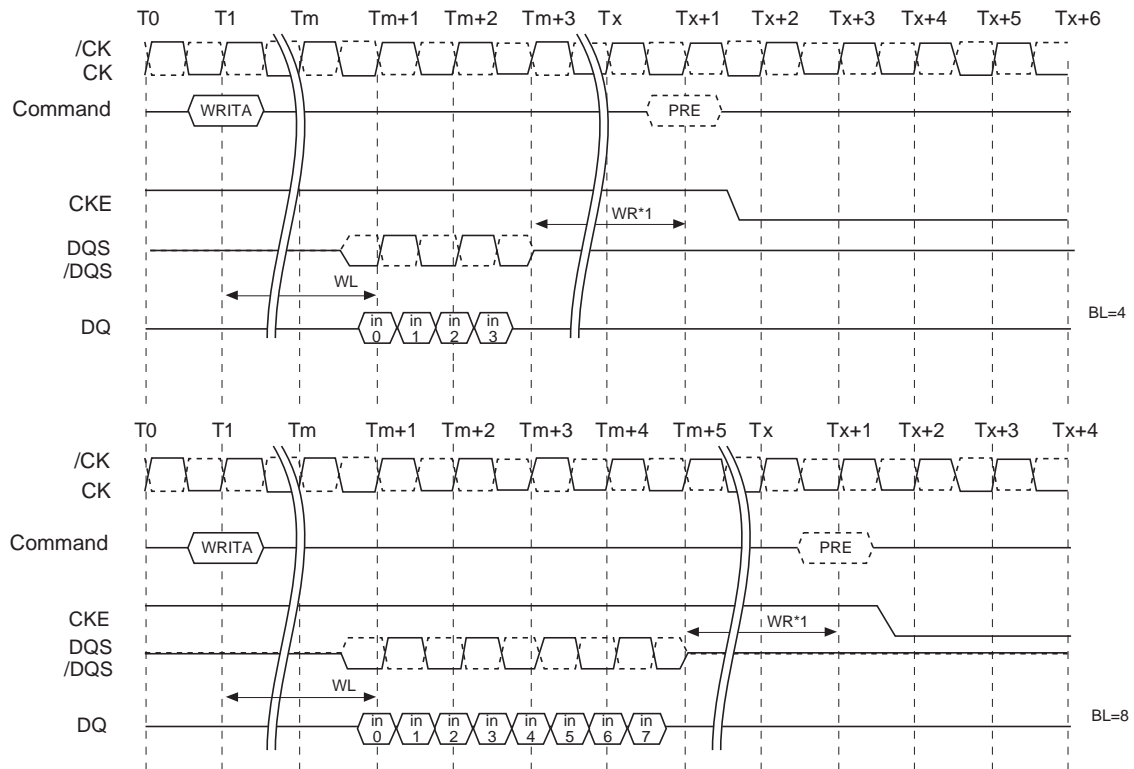 T0 T1 Tm Tm+1 Tm+2 Tm+3 Tx Tx+1 Tx+2 Tx+3 Tx+4 Tx+5 Tx+6
/CK
CK
Command WRITA PRE
CKE
WR*1
DQS
/DQS
WL
DQ in 0 in 1 in 2 in 3
BL=4
T0 T1 Tm Tm+1 Tm+2 Tm+3 Tm+4 Tm+5 Tx Tx+1 Tx+2 Tx+3 Tx+4
/CK
CK
Command WRITA PRE
CKE
WR*1
DQS
/DQS
WL
DQ in 0 in 1 in 2 in 3 in 4 in 5 in 6 in 7
BL=8